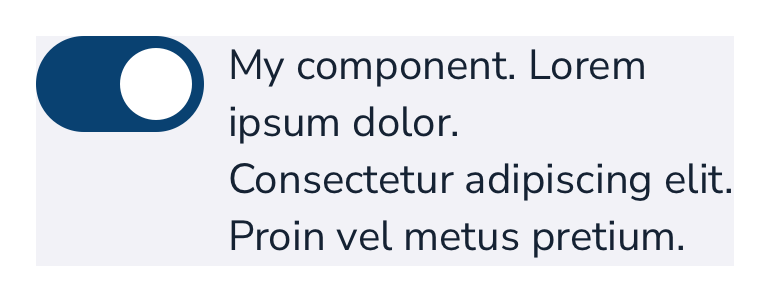 My component. Lorem
ipsum dolor.
Consectetur adipiscing elit.
Proin vel metus pretium.